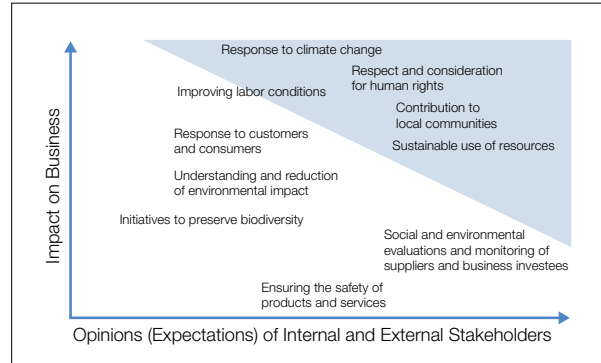 Impact on Business
Response to climate change
Respect and consideration
for human rights
Improving labor conditions
Contribution to
local communities
Response to customers
and consumers
Sustainable use of resources
Understanding and reduction
of environmental impact
Initiatives to preserve biodiversity
Social and environmental
evaluations and monitoring of
suppliers and business investees
Ensuring the safety of
products and services
Opinions (Expectations) of Internal and External Stakeholders